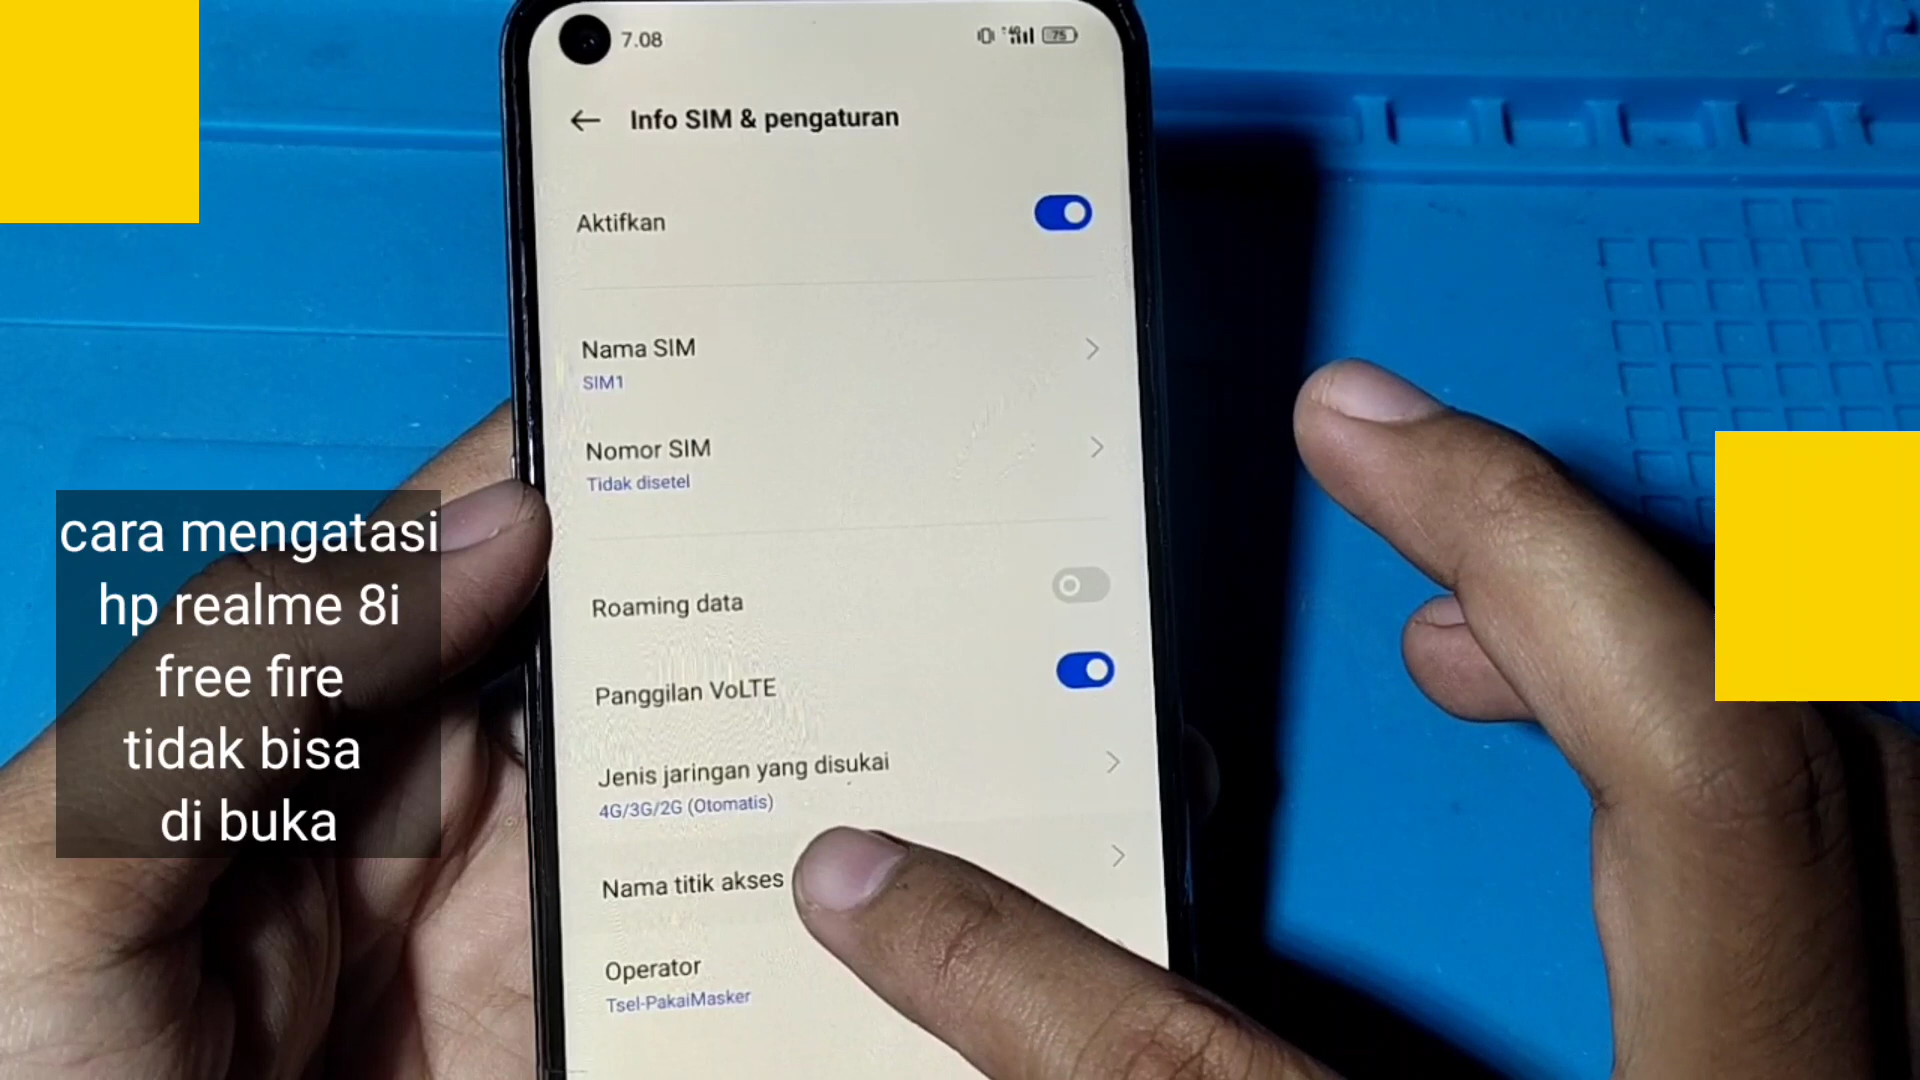 7.08
4G
75
Info SIM & pengaturan
Aktifkan
Nama SIM
SIM1
Nomor SIM
Tidak disetel
Roaming data
Panggilan VoLTE
Jenis jaringan yang disukai
4G/3G/2G (Otomatis)
Nama titik akses
Operator
Tsel-PakaiMasker
cara mengatasi
hp realme 8i
free fire
tidak bisa
di buka